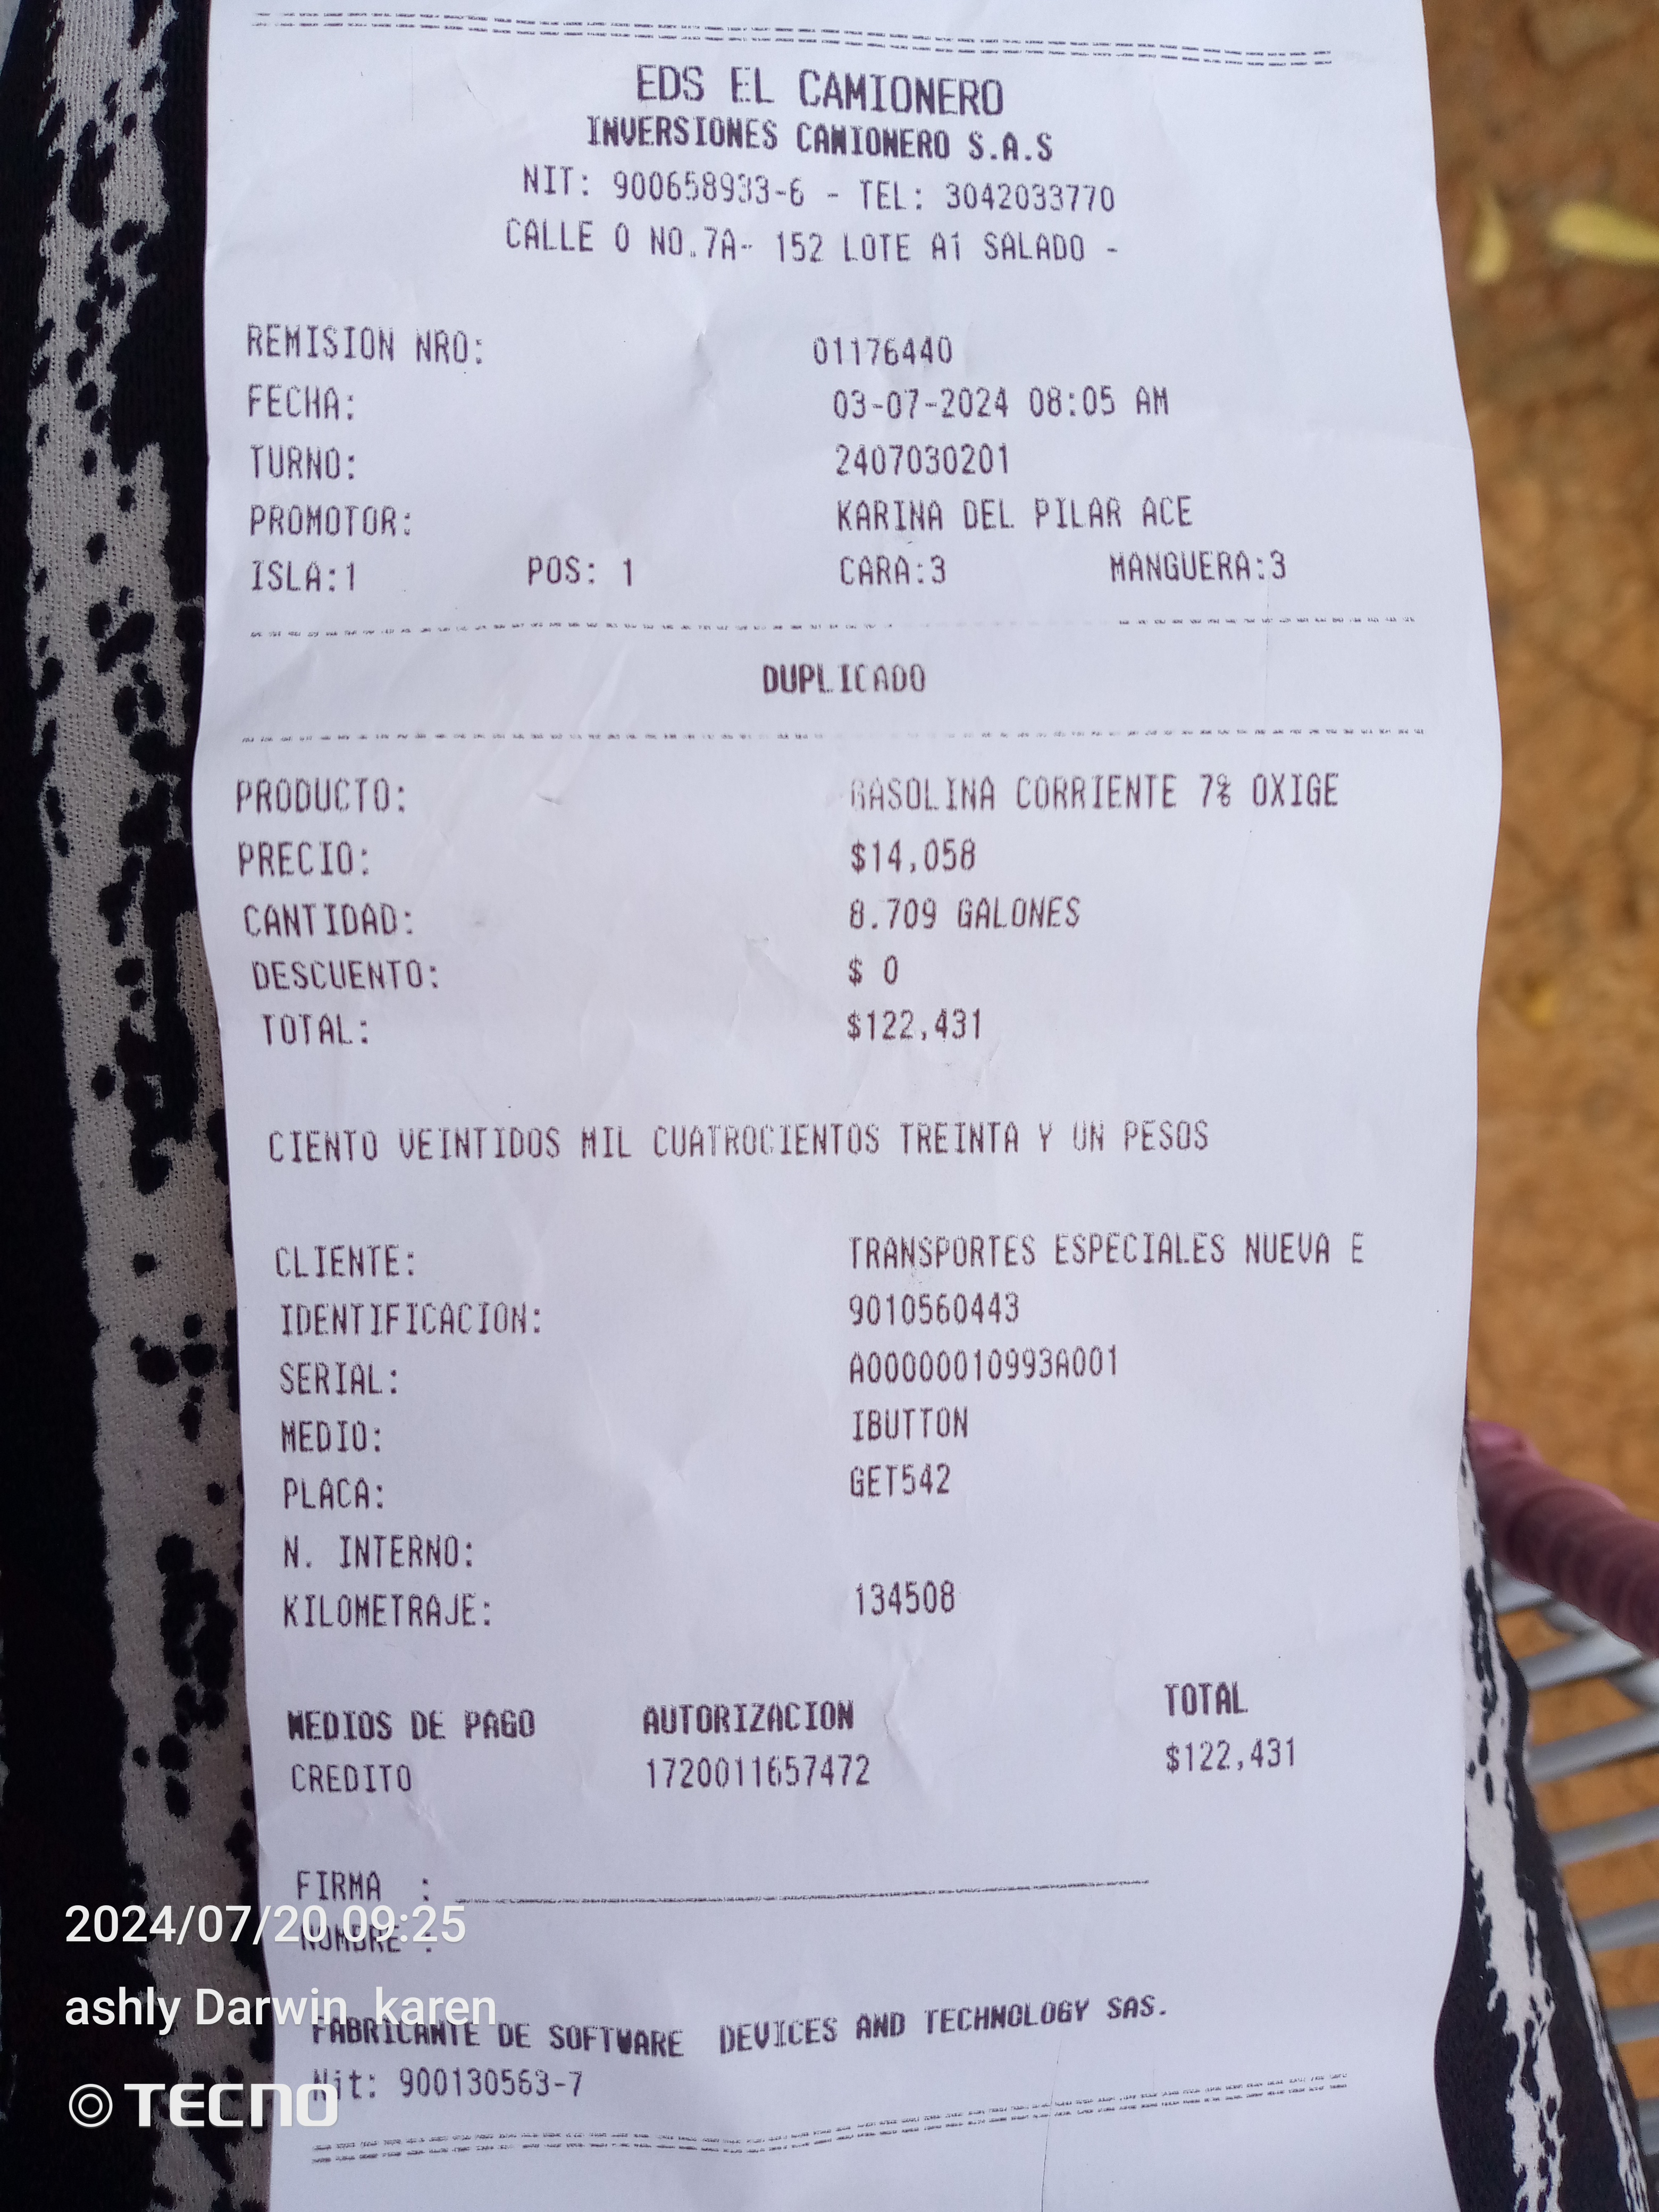 EDS EL CAMIONERO
INVERSIONES CAMIONERO S.A.S
NIT: 900658933-6 - TEL: 3042033770
CALLE 0 NO.7A- 152 LOTE A1 SALADO -
REMISION NRO: 01176440
FECHA: 03-07-2024 08:05 AM
TURNO: 2407030201
PROMOTOR: KARINA DEL PILAR ACE
ISLA:1 POS: 1 CARA:3 MANGUERA:3
DUPLICADO
PRODUCTO: GASOLINA CORRIENTE 7% OXIGE
PRECIO: $14,058
CANTIDAD: 8.709 GALONES
DESCUENTO: $ 0
TOTAL: $122,431
CIENTO VEINTIDOS MIL CUATROCIENTOS TREINTA Y UN PESOS
CLIENTE: TRANSPORTES ESPECIALES NUEVA E
IDENTIFICACION: 9010560443
SERIAL: A00000010993A001
MEDIO: IBUTTON
PLACA: GET542
N. INTERNO:
KILOMETRAJE: 134508
MEDIOS DE PAGO AUTORIZACION TOTAL
CREDITO 1720011657472 $122,431
FIRMA :
2024/07/20 09:25
NOMBRE :
ashly Darwin karen
FABRICANTE DE SOFTWARE DEVICES AND TECHNOLOGY SAS.
Nit: 900130563-7
TECNO